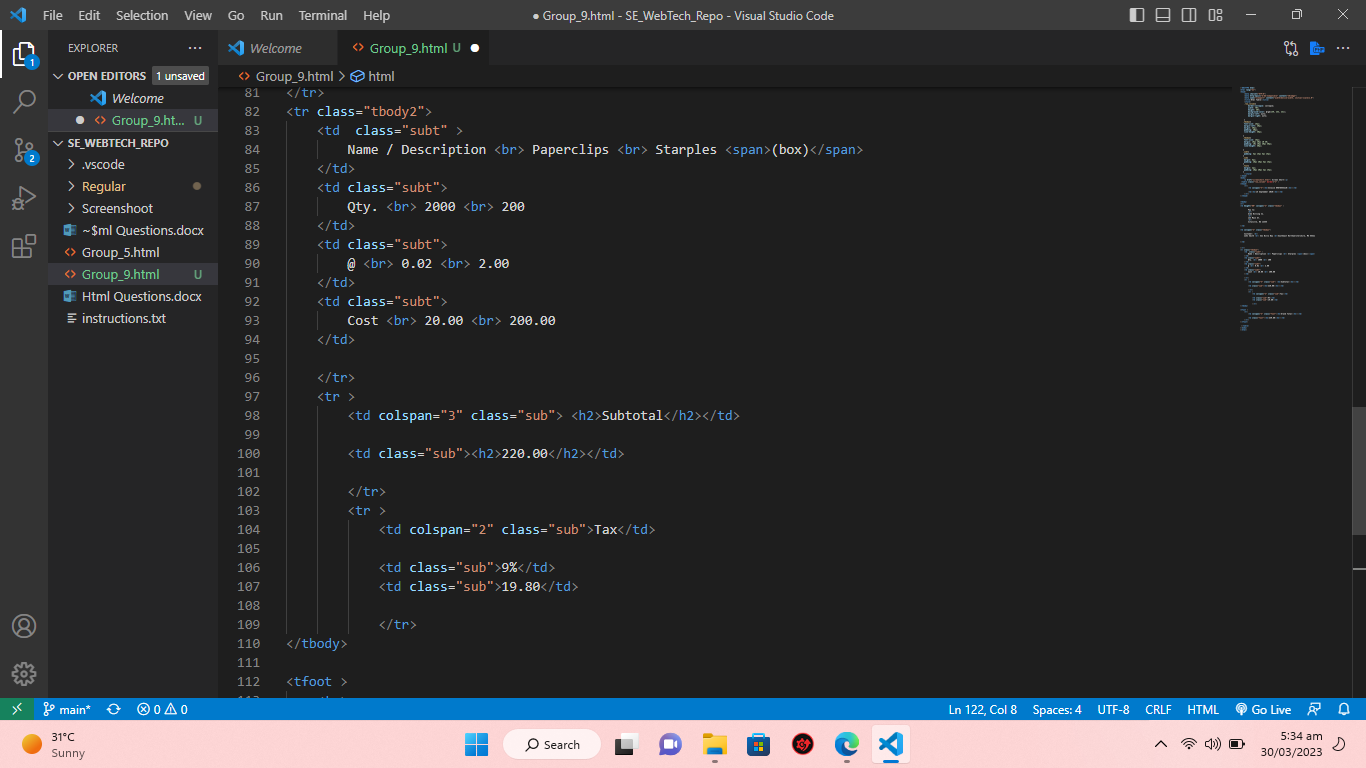 File Edit Selection View Go Run Terminal Help
● Group_9.html - SE_WebTech_Repo - Visual Studio Code
EXPLORER ···
OPEN EDITORS 1 unsaved
Welcome
Group_9.ht... U
SE_WEBTECH_REPO
.vscode
Regular
Screenshoot
~$ml Questions.docx
Group_5.html
Group_9.html U
Html Questions.docx
instructions.txt
1
2
Welcome
Group_9.html U ●
Group_9.html > html
81 </tr>
82 <tr class="tbody2">
83 <td  class="subt" >
84 Name / Description <br> Paperclips <br> Starples <span>(box)</span>
85 </td>
86 <td class="subt">
87 Qty. <br> 2000 <br> 200
88 </td>
89 <td class="subt">
90 @ <br> 0.02 <br> 2.00
91 </td>
92 <td class="subt">
93 Cost <br> 20.00 <br> 200.00
94 </td>
95
96 </tr>
97 <tr >
98 <td colspan="3" class="sub"> <h2>Subtotal</h2></td>
99
100 <td class="sub"><h2>220.00</h2></td>
101
102 </tr>
103 <tr >
104 <td colspan="2" class="sub">Tax</td>
105
106 <td class="sub">9%</td>
107 <td class="sub">19.80</td>
108
109 </tr>
110 </tbody>
111
112 <tfoot >
main* 0 0 Ln 122, Col 8 Spaces: 4 UTF-8 CRLF HTML Go Live
31°C
Sunny
Search
5:34 am
30/03/2023